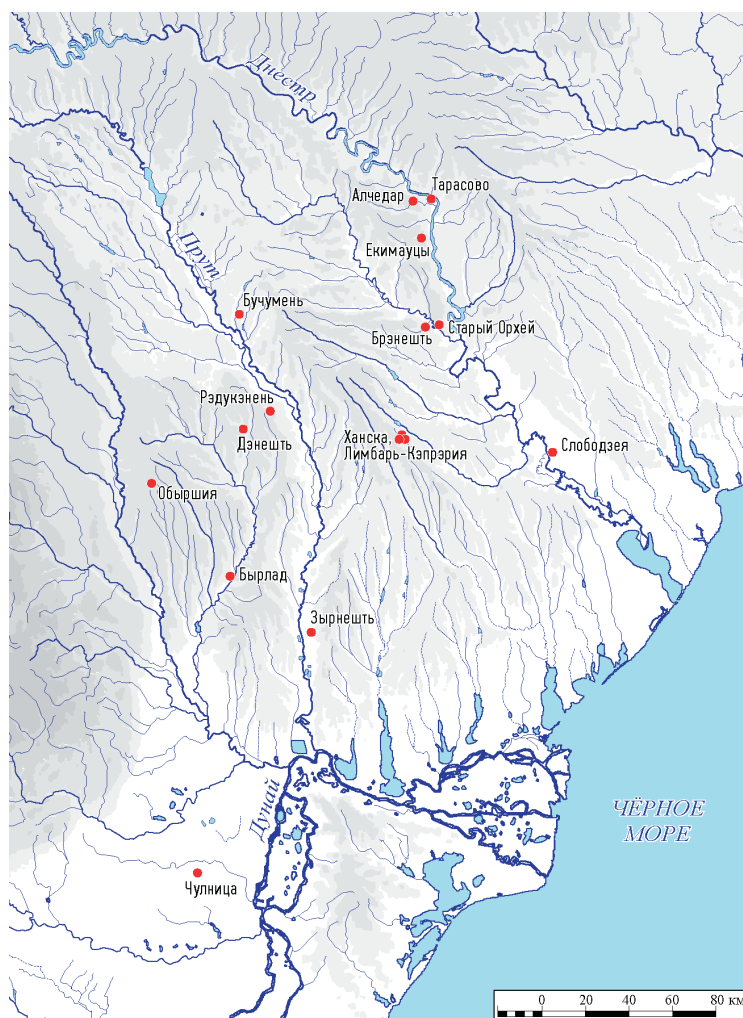 Днестр
Тарасово
Алчедар
Екимауцы
Прут
Бучумень
Старый Орхей
Брэнешть
Рэдукэнень
Дэнешть
Ханска,
Лимбарь-Кэпрэрия
Слободзея
Обыршия
Бырлад
Зырнешть
Дунай
ЧЁРНОЕ
МОРЕ
Чулница
0 20 40 60 80 км